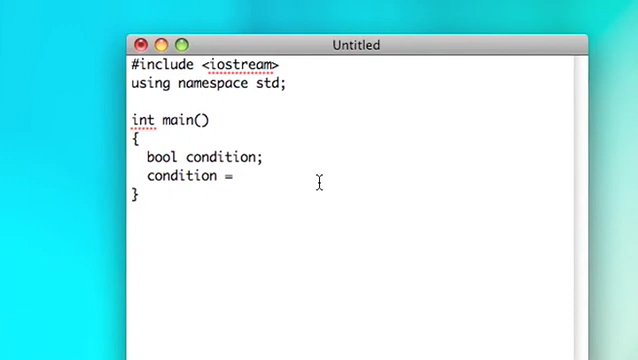 Untitled
#include <iostream>
using namespace std;
int main()
{
bool condition;
condition =
}